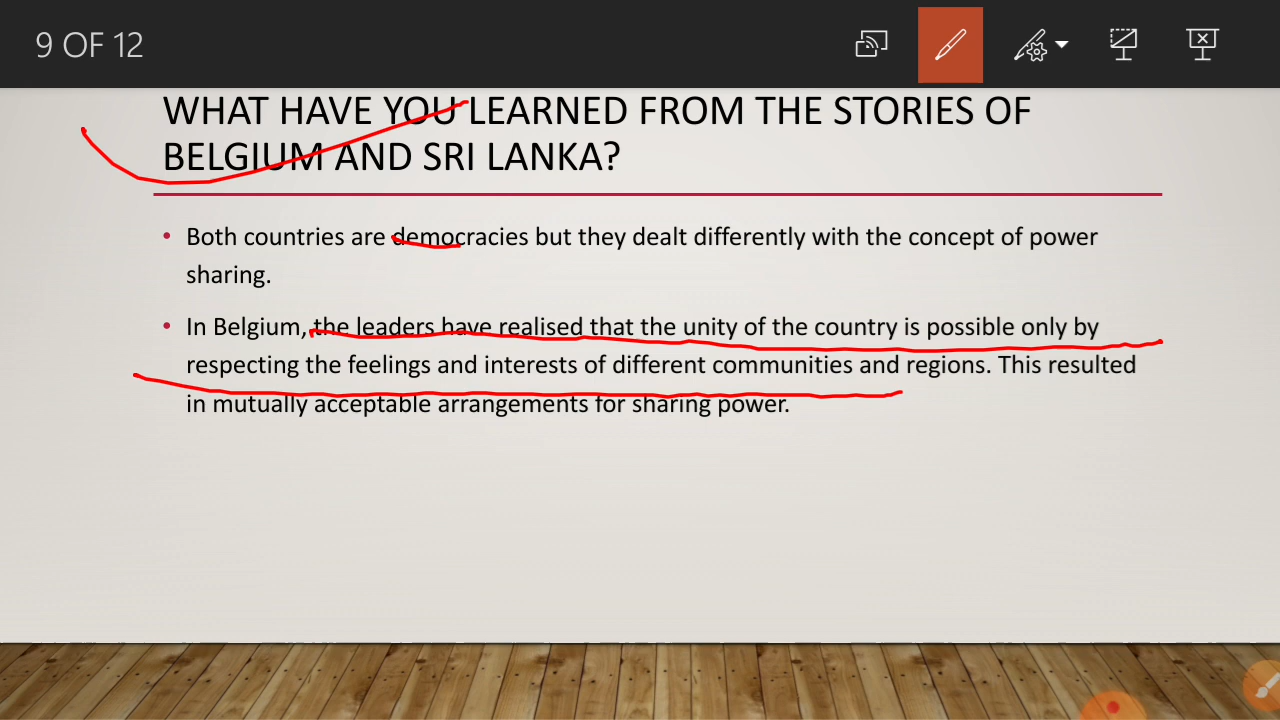 9 OF 12
WHAT HAVE YOU LEARNED FROM THE STORIES OF
BELGIUM AND SRI LANKA?
• Both countries are democracies but they dealt differently with the concept of power
sharing.
• In Belgium, the leaders have realised that the unity of the country is possible only by
respecting the feelings and interests of different communities and regions. This resulted
in mutually acceptable arrangements for sharing power.